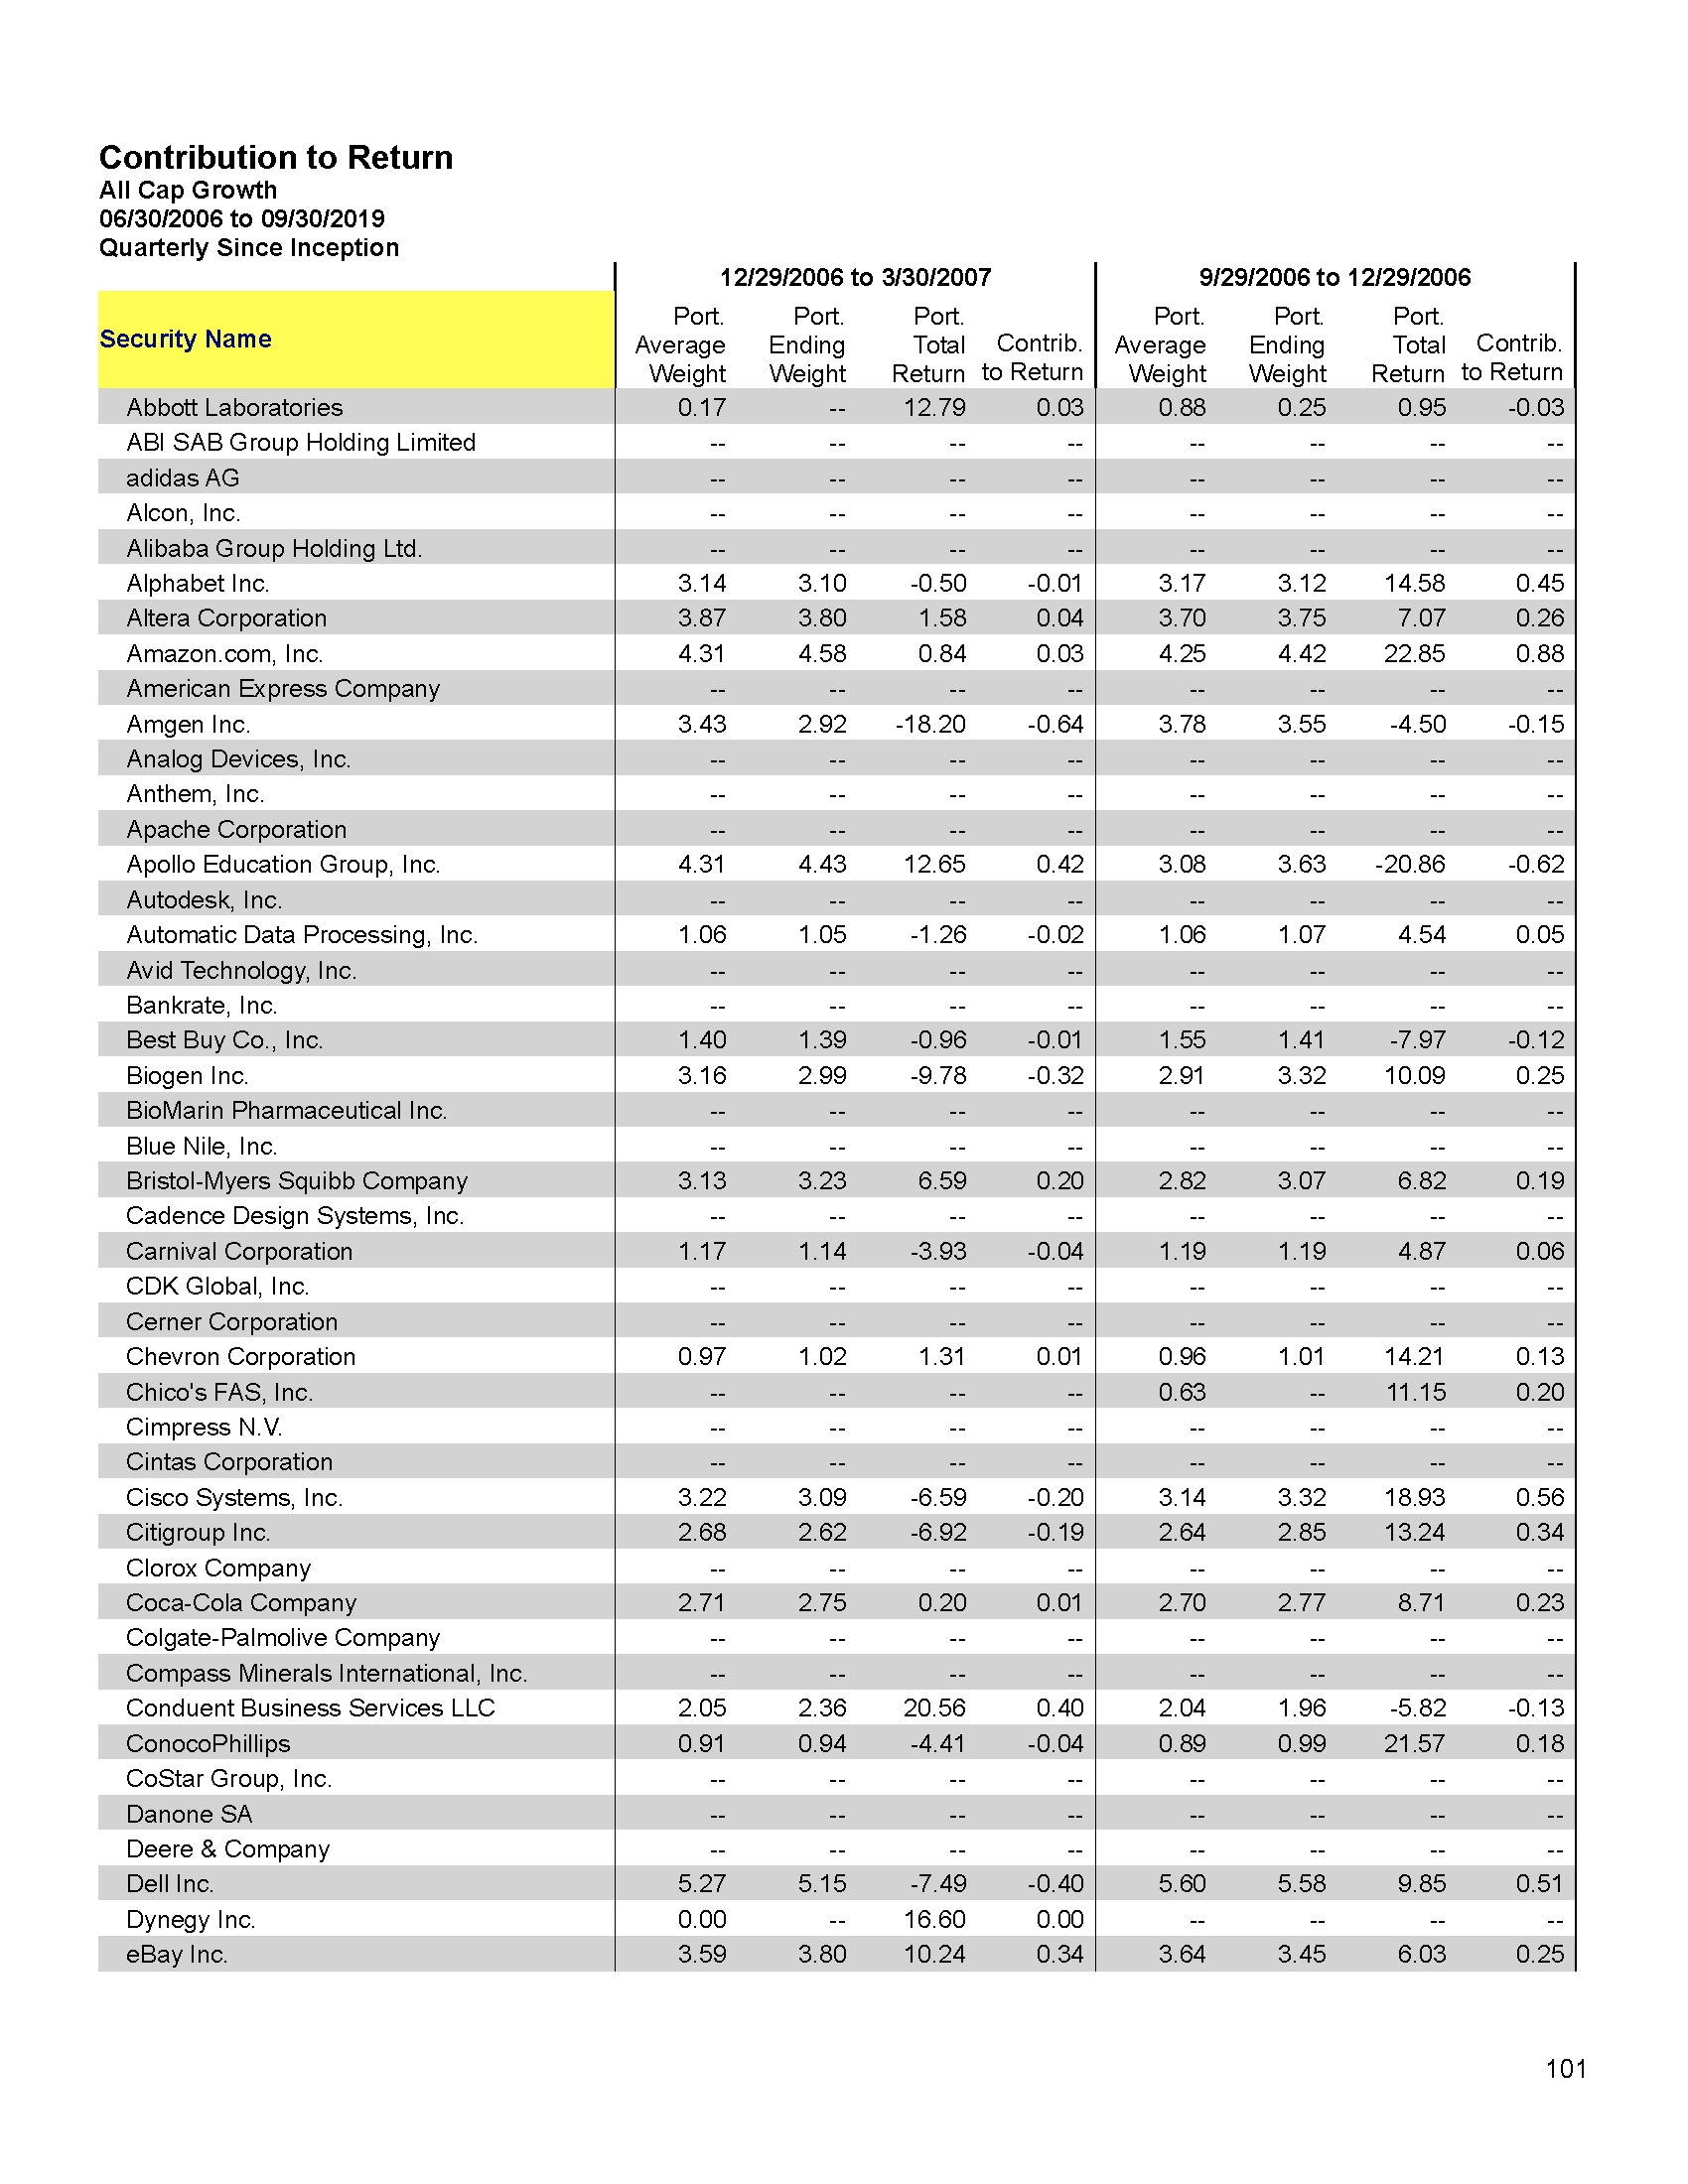 Contribution to Return
All Cap Growth
06/30/2006 to 09/30/2019
Quarterly Since Inception
12/29/2006 to 3/30/2007 9/29/2006 to 12/29/2006
Security Name Port. Average Weight Port. Ending Weight Port. Total Return Contrib. to Return Port. Average Weight Port. Ending Weight Port. Total Return Contrib. to Return
Abbott Laboratories 0.17 -- 12.79 0.03 0.88 0.25 0.95 -0.03
ABI SAB Group Holding Limited -- -- -- -- -- -- -- --
adidas AG -- -- -- -- -- -- -- --
Alcon, Inc. -- -- -- -- -- -- -- --
Alibaba Group Holding Ltd. -- -- -- -- -- -- -- --
Alphabet Inc. 3.14 3.10 -0.50 -0.01 3.17 3.12 14.58 0.45
Altera Corporation 3.87 3.80 1.58 0.04 3.70 3.75 7.07 0.26
Amazon.com, Inc. 4.31 4.58 0.84 0.03 4.25 4.42 22.85 0.88
American Express Company -- -- -- -- -- -- -- --
Amgen Inc. 3.43 2.92 -18.20 -0.64 3.78 3.55 -4.50 -0.15
Analog Devices, Inc. -- -- -- -- -- -- -- --
Anthem, Inc. -- -- -- -- -- -- -- --
Apache Corporation -- -- -- -- -- -- -- --
Apollo Education Group, Inc. 4.31 4.43 12.65 0.42 3.08 3.63 -20.86 -0.62
Autodesk, Inc. -- -- -- -- -- -- -- --
Automatic Data Processing, Inc. 1.06 1.05 -1.26 -0.02 1.06 1.07 4.54 0.05
Avid Technology, Inc. -- -- -- -- -- -- -- --
Bankrate, Inc. -- -- -- -- -- -- -- --
Best Buy Co., Inc. 1.40 1.39 -0.96 -0.01 1.55 1.41 -7.97 -0.12
Biogen Inc. 3.16 2.99 -9.78 -0.32 2.91 3.32 10.09 0.25
BioMarin Pharmaceutical Inc. -- -- -- -- -- -- -- --
Blue Nile, Inc. -- -- -- -- -- -- -- --
Bristol-Myers Squibb Company 3.13 3.23 6.59 0.20 2.82 3.07 6.82 0.19
Cadence Design Systems, Inc. -- -- -- -- -- -- -- --
Carnival Corporation 1.17 1.14 -3.93 -0.04 1.19 1.19 4.87 0.06
CDK Global, Inc. -- -- -- -- -- -- -- --
Cerner Corporation -- -- -- -- -- -- -- --
Chevron Corporation 0.97 1.02 1.31 0.01 0.96 1.01 14.21 0.13
Chico's FAS, Inc. -- -- -- -- 0.63 -- 11.15 0.20
Cimpress N.V. -- -- -- -- -- -- -- --
Cintas Corporation -- -- -- -- -- -- -- --
Cisco Systems, Inc. 3.22 3.09 -6.59 -0.20 3.14 3.32 18.93 0.56
Citigroup Inc. 2.68 2.62 -6.92 -0.19 2.64 2.85 13.24 0.34
Clorox Company -- -- -- -- -- -- -- --
Coca-Cola Company 2.71 2.75 0.20 0.01 2.70 2.77 8.71 0.23
Colgate-Palmolive Company -- -- -- -- -- -- -- --
Compass Minerals International, Inc. -- -- -- -- -- -- -- --
Conduent Business Services LLC 2.05 2.36 20.56 0.40 2.04 1.96 -5.82 -0.13
ConocoPhillips 0.91 0.94 -4.41 -0.04 0.89 0.99 21.57 0.18
CoStar Group, Inc. -- -- -- -- -- -- -- --
Danone SA -- -- -- -- -- -- -- --
Deere & Company -- -- -- -- -- -- -- --
Dell Inc. 5.27 5.15 -7.49 -0.40 5.60 5.58 9.85 0.51
Dynegy Inc. 0.00 -- 16.60 0.00 -- -- -- --
eBay Inc. 3.59 3.80 10.24 0.34 3.64 3.45 6.03 0.25
101